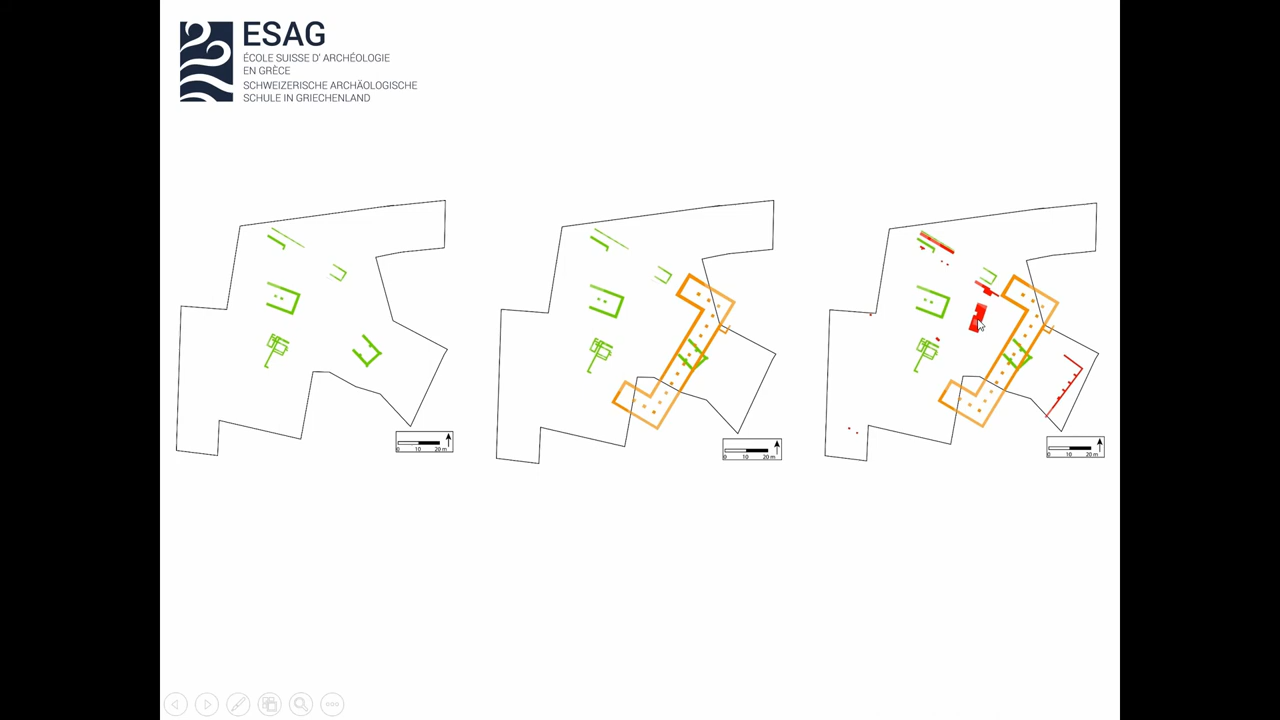 ESAG
ÉCOLE SUISSE D' ARCHÉOLOGIE
EN GRÈCE
SCHWEIZERISCHE ARCHÄOLOGISCHE
SCHULE IN GRIECHENLAND
0 10 20 m
0 10 20 m
0 10 20 m